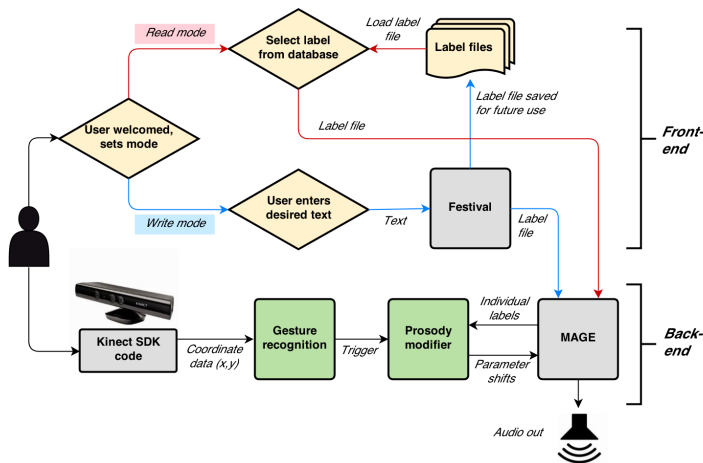 Read mode
Select label
from database
Load label
file
Label files
Label file saved
for future use
User welcomed,
sets mode
Label file
Front-
end
Write mode
User enters
desired text
Text
Festival
Label
file
KINECT
Kinect SDK
code
Coordinate
data (x,y)
Gesture
recognition
Trigger
Prosody
modifier
Individual
labels
Parameter
shifts
MAGE
Back-
end
Audio out